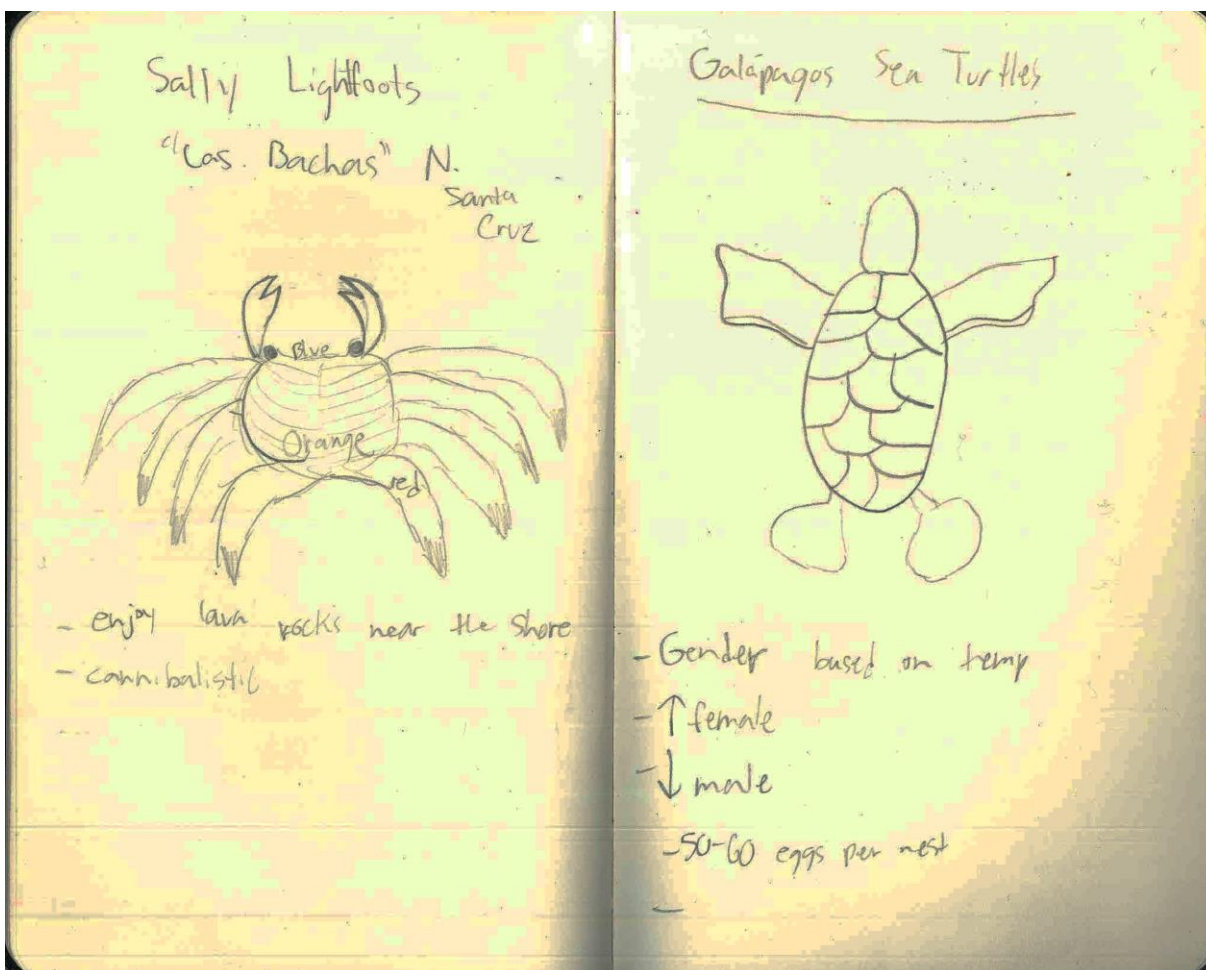 Sally Lightfoots
"Las. Bachas" N.
Santa
Cruz
Blue
Orange
red
- enjoy lava rocks near the shore
- cannibalistic
Galápagos Sea Turtles
- Gender based on temp
- ↑ female
- ↓ male
- 50-60 eggs per nest
-